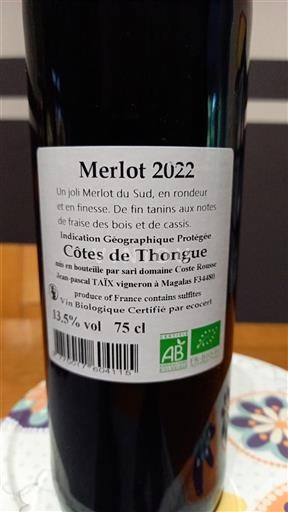 Merlot 2022
Un joli Merlot du Sud, en rondeur
et en finesse. De fin tanins aux notes
de fraise des bois et de cassis.
Indication Géographique Protégée
Côtes de Thongue
mis en bouteille par sarl domaine Coste Rousse
Jean-pascal TAÏX vigneron à Magalas F34480
produce of France contains sulfites
Vin Biologique Certifié par ecocert
13.5% vol 75 cl
AB